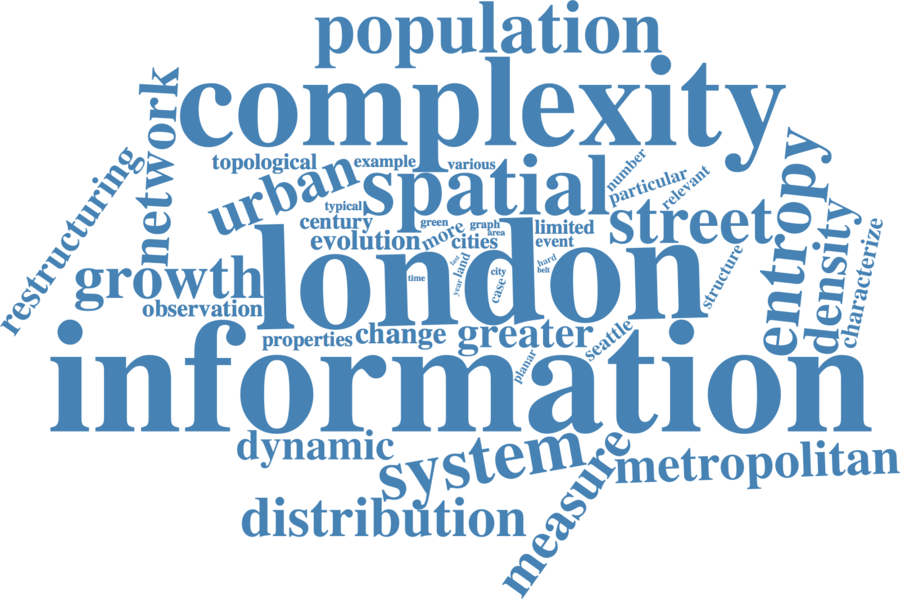 population
complexity
network
restructuring
topological
example
various
urban
spatial
number
particular
relevant
typical
century
green
graph
area
street
entropy
density
characterize
evolution
more
cities
limited
event
london
growth
observation
last
land
year
time
city
case
hard
belt
structure
properties
change
greater
seattle
planar
information
dynamic
system
measure
metropolitan
distribution